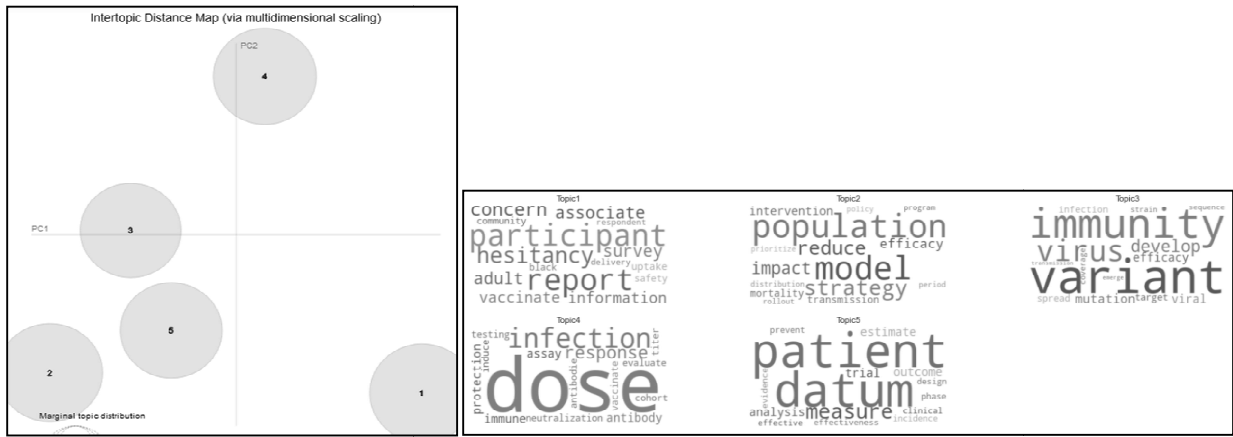 Intertopic Distance Map (via multidimensional scaling)
PC2
4
PC1
3
5
2
1
Marginal topic distribution
Topic1
concern associate
community respondent
participant
hesitancy survey
black delivery uptake
adult report safety
vaccinate information
Topic2
intervention policy program
population
prioritize reduce efficacy
impact model
distribution strategy period
mortality transmission
rollout
Topic3
infection strain sequence
immunity
virus develop
transmission coverage efficacy
variant
emerge
spread mutation target viral
Topic4
testing infection titer
induce assay response
protection dose antibodie vaccinate evaluate
cohort
immune neutralization antibody
Topic5
prevent estimate
patient
trial outcome
evidence datum design
phase
analysis measure clinical
effective effectiveness incidence